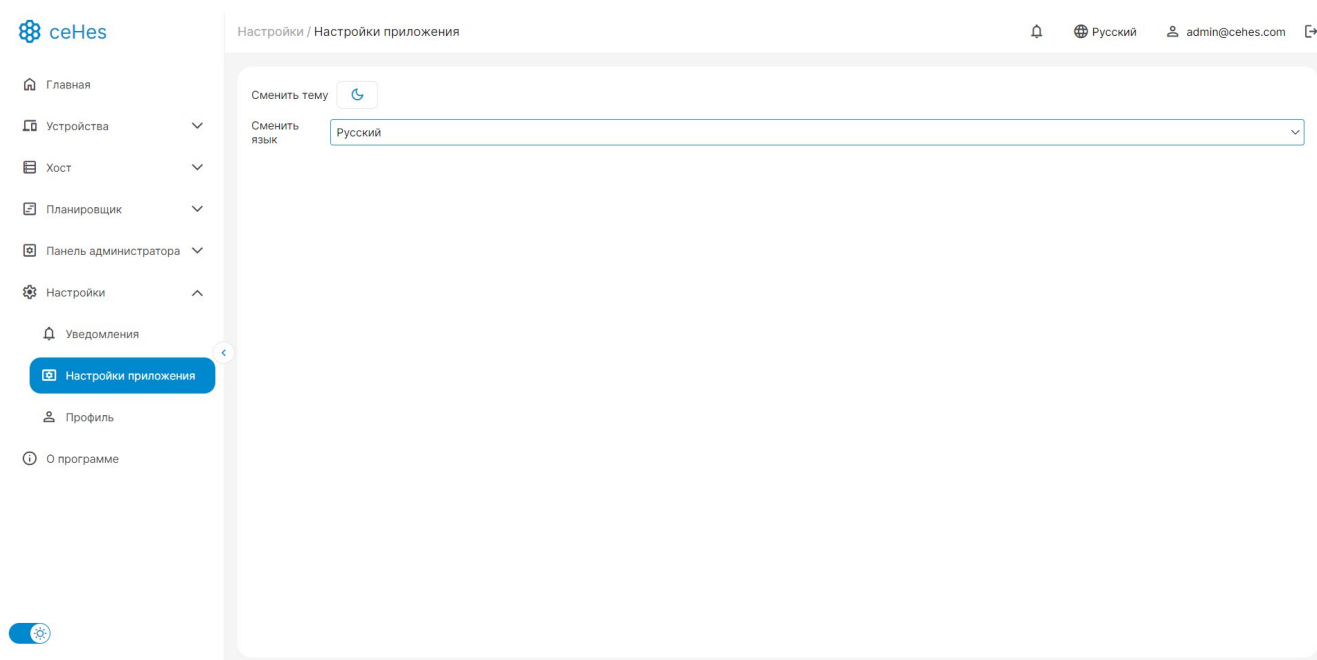 ceHes
Настройки / Настройки приложения
Русский
admin@cehes.com
Главная
Устройства
Хост
Планировщик
Панель администратора
Настройки
Уведомления
Настройки приложения
Профиль
О программе
Сменить тему
Сменить
язык
Русский